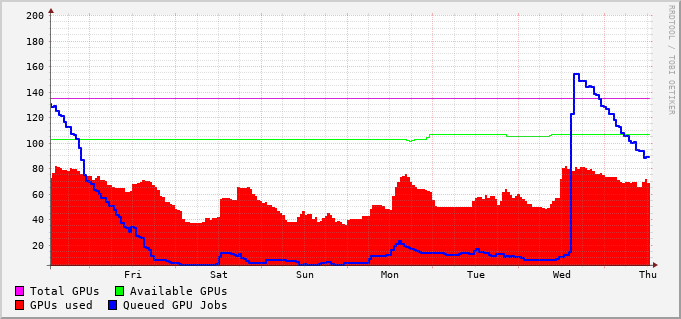 200
180
160
140
120
100
80
60
40
20
Fri Sat Sun Mon Tue Wed Thu
Total GPUs Available GPUs
GPUs used Queued GPU Jobs
RRDTOOL / TOBI OETIKER